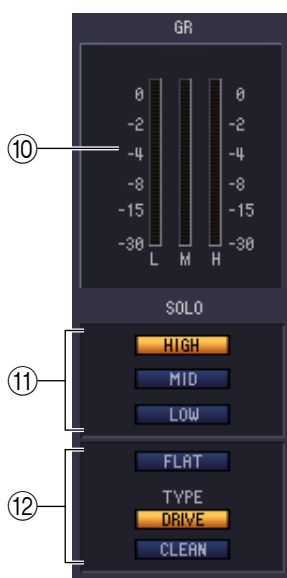 GR
0 0
-2 -2
⑩ -4 -4
-8 -8
-15 -15
-30 -30
L M H
SOLO
HIGH
⑪ MID
LOW
FLAT
TYPE
⑫ DRIVE
CLEAN